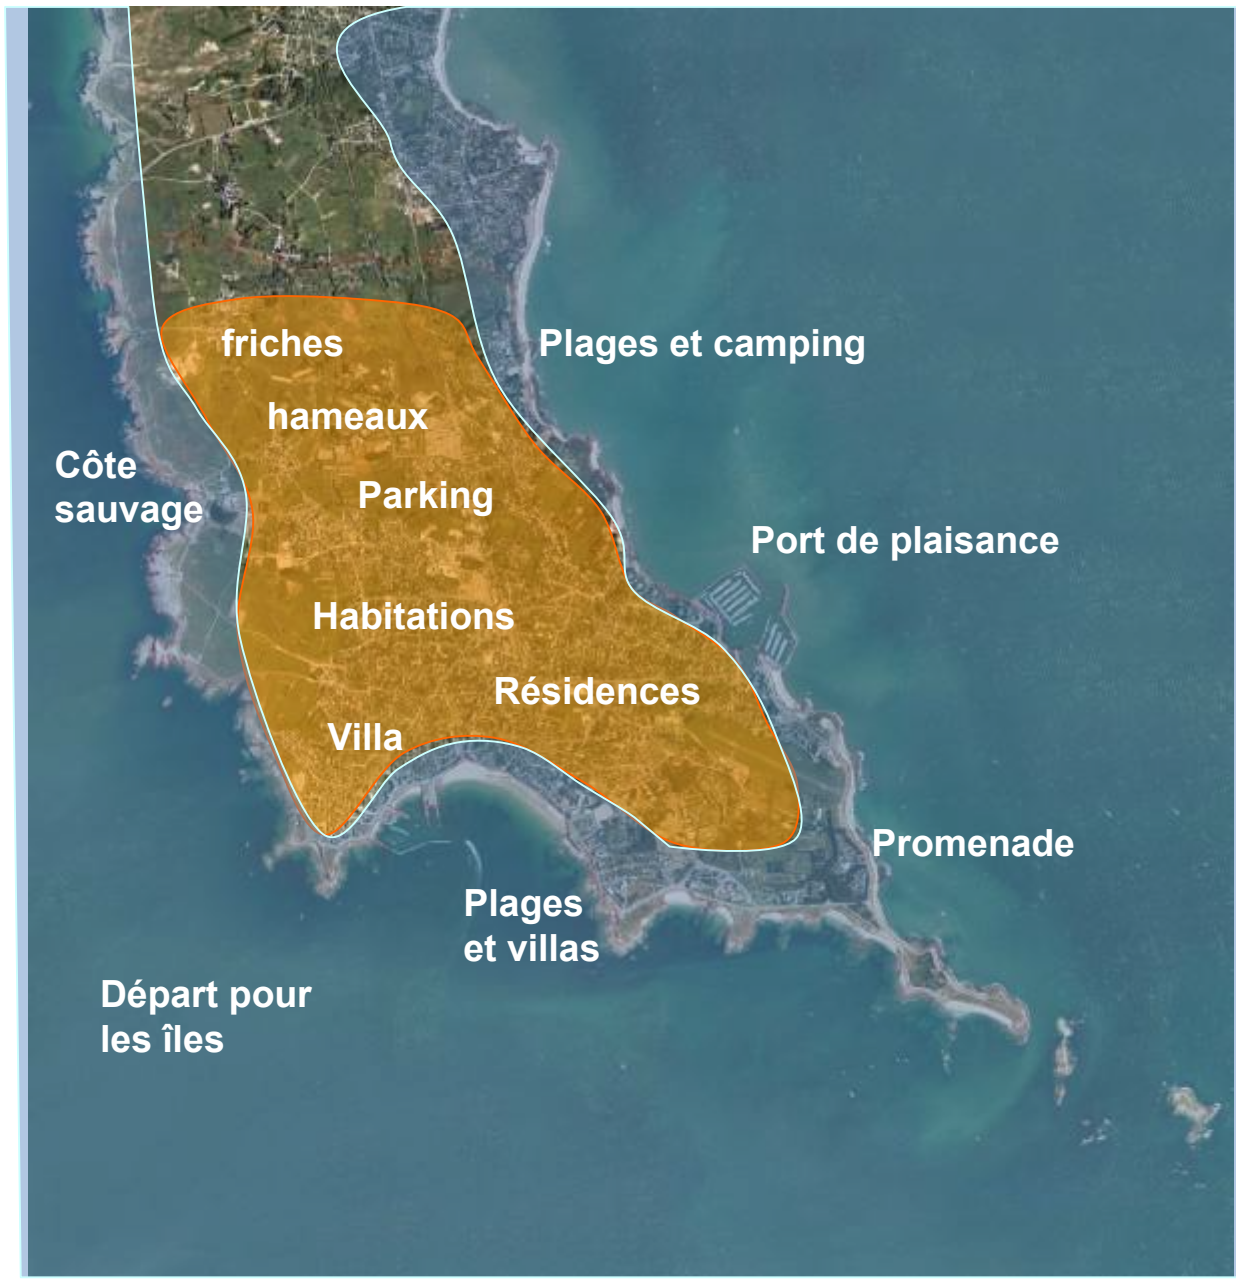 friches
Plages et camping
hameaux
Côte
sauvage
Parking
Port de plaisance
Habitations
Résidences
Villa
Promenade
Plages
et villas
Départ pour
les îles